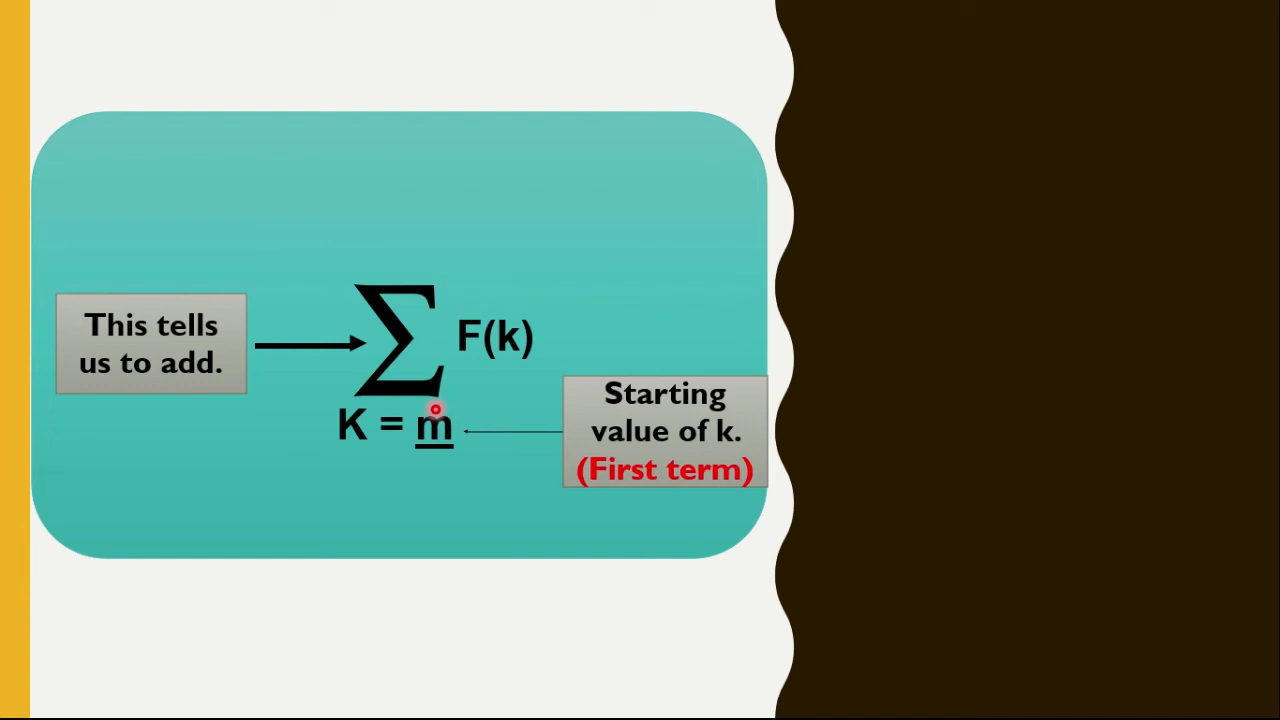 This tells
us to add.
∑ F(k)
K = m
Starting
value of k.
(First term)